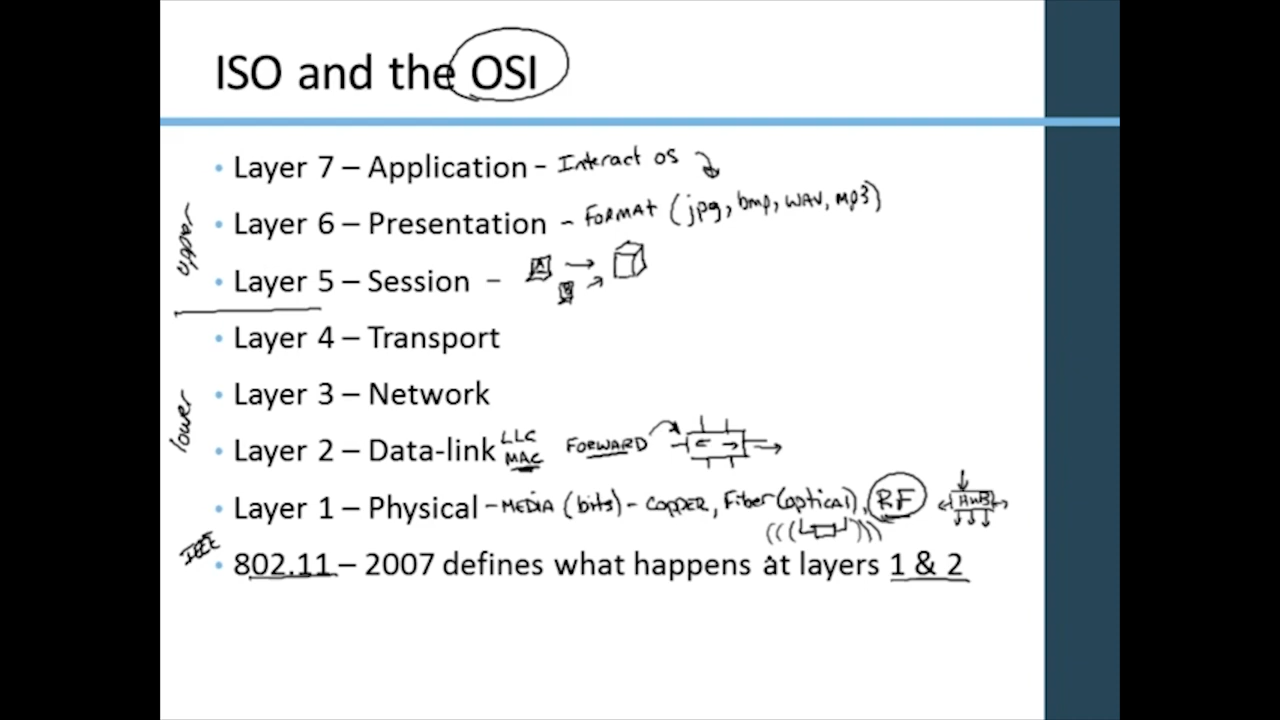 ISO and the OSI
• Layer 7 – Application - Interact OS
• Layer 6 – Presentation - FORMAT (jpg, bmp, WAV, MP3)
upper
• Layer 5 – Session - A B
• Layer 4 – Transport
• Layer 3 – Network
lower
• Layer 2 – Data-link LLC MAC FORWARD
• Layer 1 – Physical - MEDIA (bits) - COPPER, Fiber (optical), RF HUB
IEEE
• 802.11 – 2007 defines what happens at layers 1 & 2